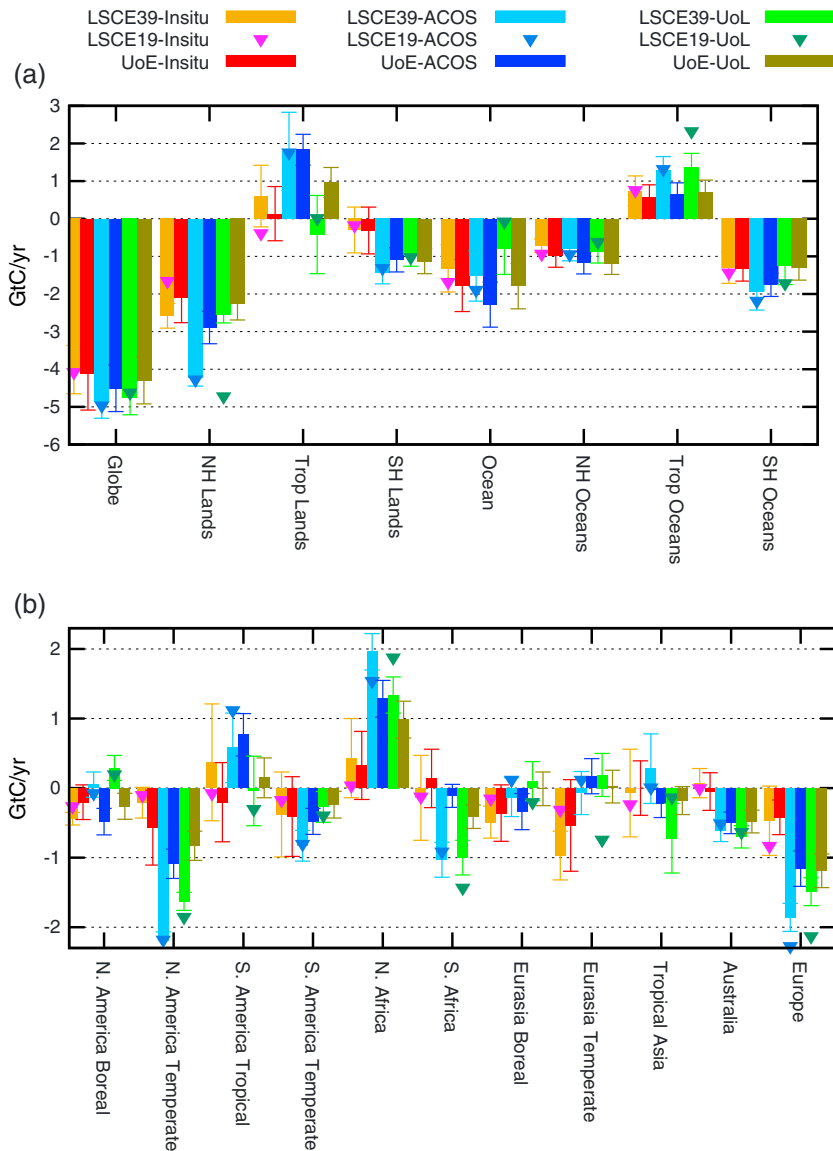 LSCE39-Insitu LSCE39-ACOS LSCE39-UoL
LSCE19-Insitu LSCE19-ACOS LSCE19-UoL
UoE-Insitu UoE-ACOS UoE-UoL
(a)
3
2
1
0
-1
-2
-3
-4
-5
-6
GtC/yr
Globe
NH Lands
Trop Lands
SH Lands
Ocean
NH Oceans
Trop Oceans
SH Oceans
(b)
2
1
0
-1
-2
GtC/yr
N. America Boreal
N. America Temperate
S. America Tropical
S. America Temperate
N. Africa
S. Africa
Eurasia Boreal
Eurasia Temperate
Tropical Asia
Australia
Europe